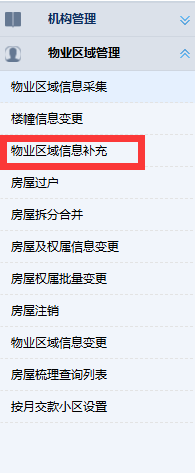 机构管理
物业区域管理
物业区域信息采集
楼幢信息变更
物业区域信息补充
房屋过户
房屋拆分合并
房屋及权属信息变更
房屋权属批量变更
房屋注销
物业区域信息变更
房屋梳理查询列表
按月交款小区设置